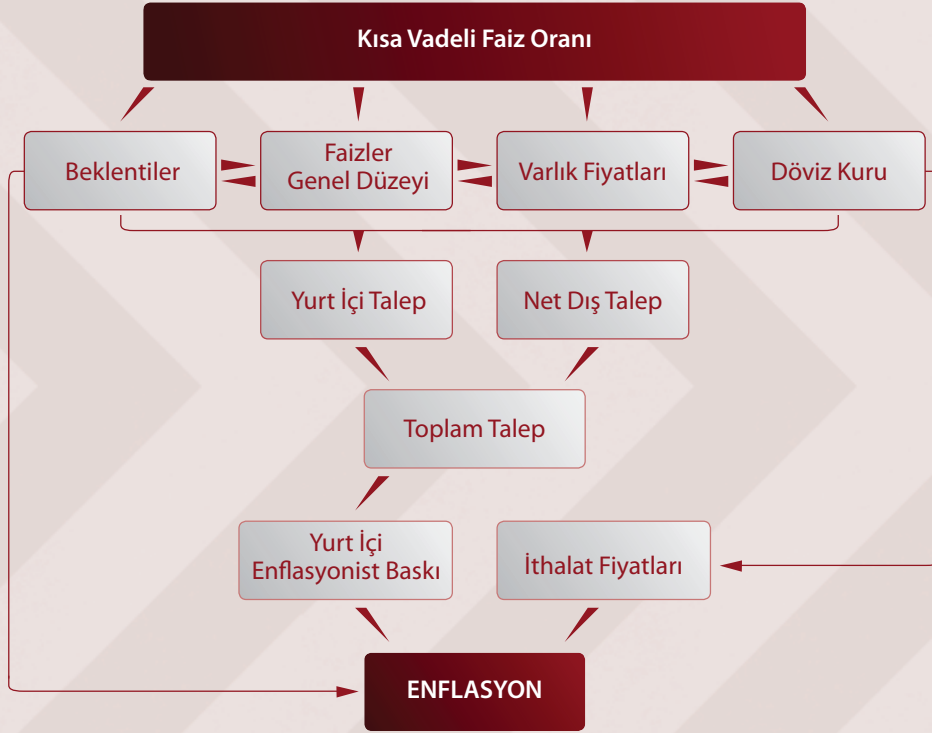 Kısa Vadeli Faiz Oranı
Beklentiler
Faizler
Genel Düzeyi
Varlık Fiyatları
Döviz Kuru
Yurt İçi Talep
Net Dış Talep
Toplam Talep
Yurt İçi
Enflasyonist Baskı
İthalat Fiyatları
ENFLASYON